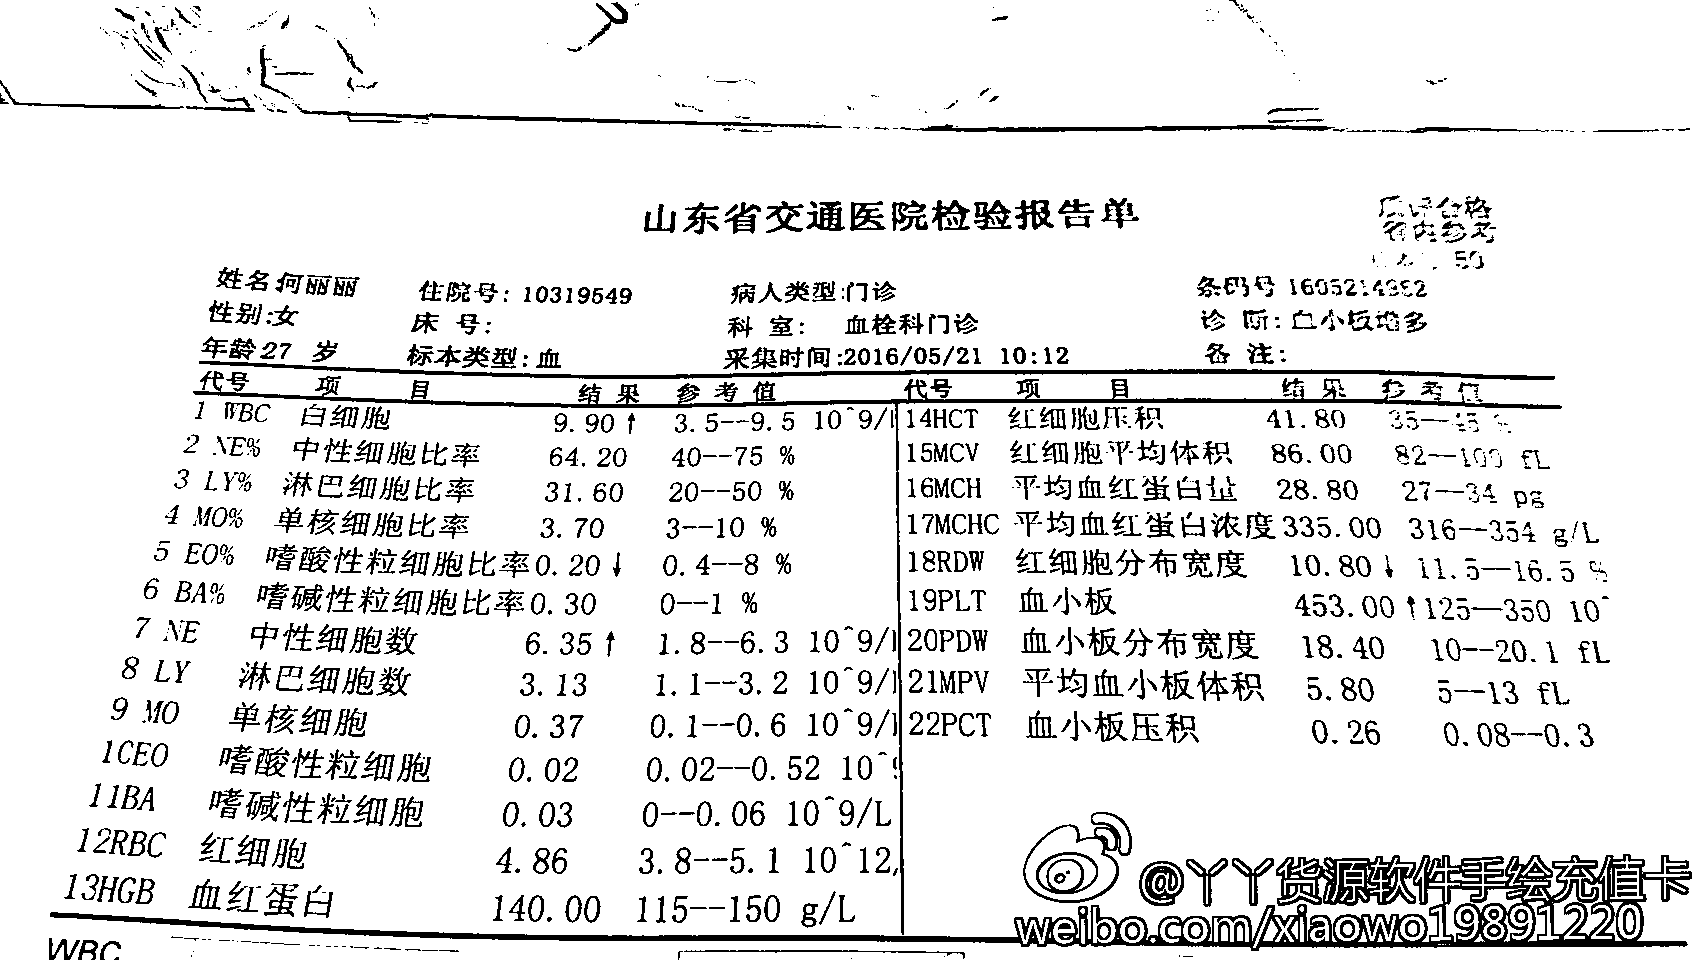 山东省交通医院检验报告单
姓名:何丽丽 住院号: 10319549 病人类型:门诊 条码号 1605214962
性别:女 床 号: 科 室: 血栓科门诊 诊 断: 血小板增多
年龄 27 岁 标本类型: 血 采集时间:2016/05/21 10:12 备 注:
代号 项 目 结 果 参 考 值 代号 项 目 结 果 参 考 值
1 WBC 白细胞 9.90↑ 3.5--9.5 10^9/L 14HCT 红细胞压积 41.80 35--45 %
2 NE% 中性细胞比率 64.20 40--75 % 15MCV 红细胞平均体积 86.00 82--100 fL
3 LY% 淋巴细胞比率 31.60 20--50 % 16MCH 平均血红蛋白量 28.80 27--34 pg
4 MO% 单核细胞比率 3.70 3--10 % 17MCHC 平均血红蛋白浓度 335.00 316--354 g/L
5 EO% 嗜酸性粒细胞比率 0.20↓ 0.4--8 % 18RDW 红细胞分布宽度 10.80↓ 11.5--16.5 %
6 BA% 嗜碱性粒细胞比率 0.30 0--1 % 19PLT 血小板 453.00↑ 125--350 10^
7 NE 中性细胞数 6.35↑ 1.8--6.3 10^9/L 20PDW 血小板分布宽度 18.40 10--20.1 fL
8 LY 淋巴细胞数 3.13 1.1--3.2 10^9/L 21MPV 平均血小板体积 5.80 5--13 fL
9 MO 单核细胞 0.37 0.1--0.6 10^9/L 22PCT 血小板压积 0.26 0.08--0.3
1CEO 嗜酸性粒细胞 0.02 0.02--0.52 10^9
11BA 嗜碱性粒细胞 0.03 0--0.06 10^9/L
12RBC 红细胞 4.86 3.8--5.1 10^12,
13HGB 血红蛋白 140.00 115--150 g/L
WBC
@丫丫货源软件手绘充值卡
weibo.com/xiaowo19891220